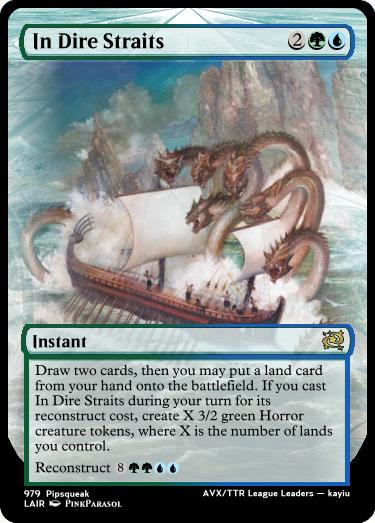 In Dire Straits 2
Instant
Draw two cards, then you may put a land card
from your hand onto the battlefield. If you cast
In Dire Straits during your turn for its
reconstruct cost, create X 3/2 green Horror
creature tokens, where X is the number of lands
you control.
Reconstruct 8
979 Pipsqueak
LAIR PinkParasol
AVX/TTR League Leaders — kayiu